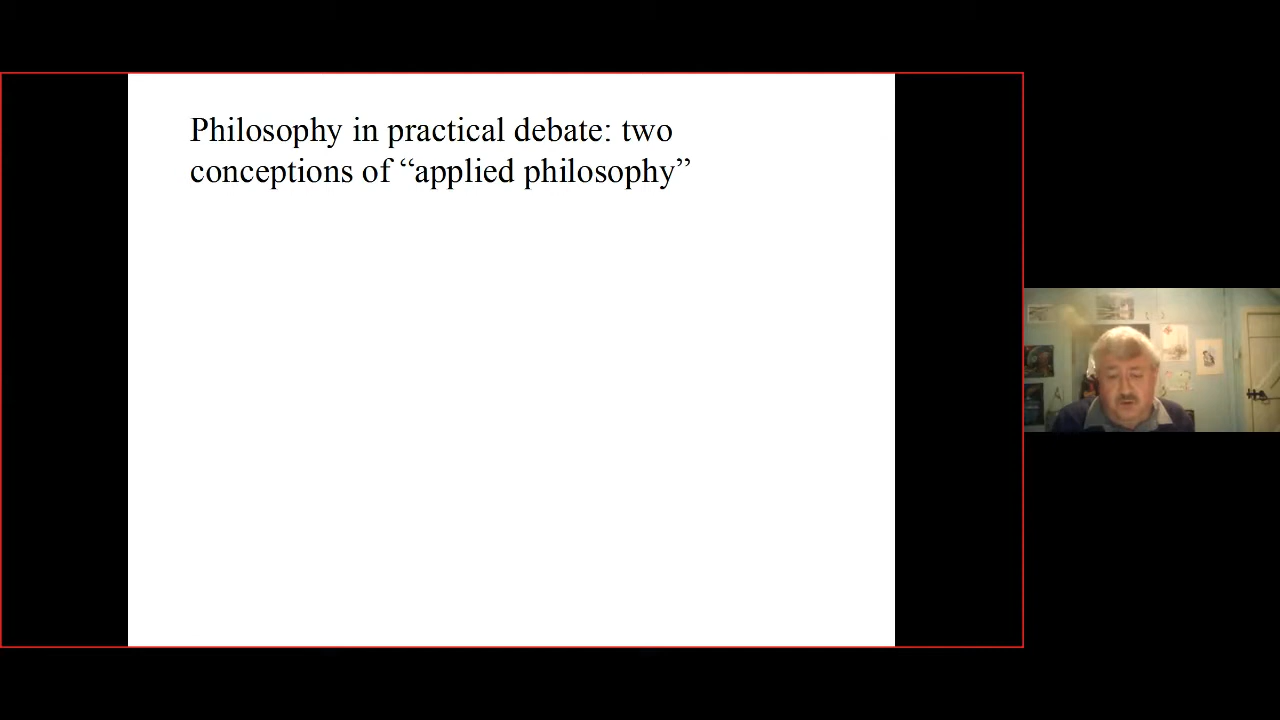 Philosophy in practical debate: two
conceptions of “applied philosophy”